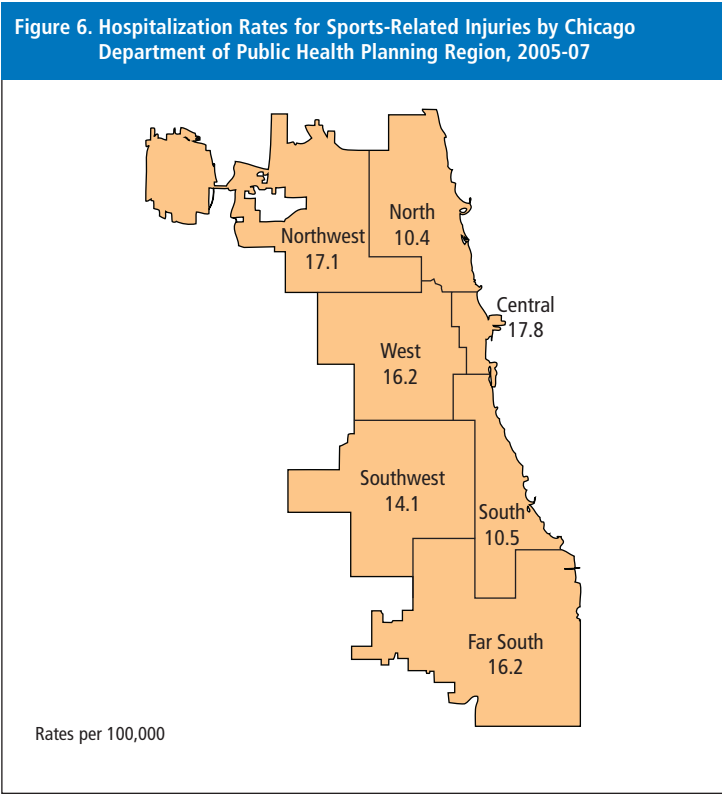 Figure 6. Hospitalization Rates for Sports-Related Injuries by Chicago
Department of Public Health Planning Region, 2005-07
North
10.4
Northwest
17.1
Central
17.8
West
16.2
Southwest
14.1
South
10.5
Far South
16.2
Rates per 100,000